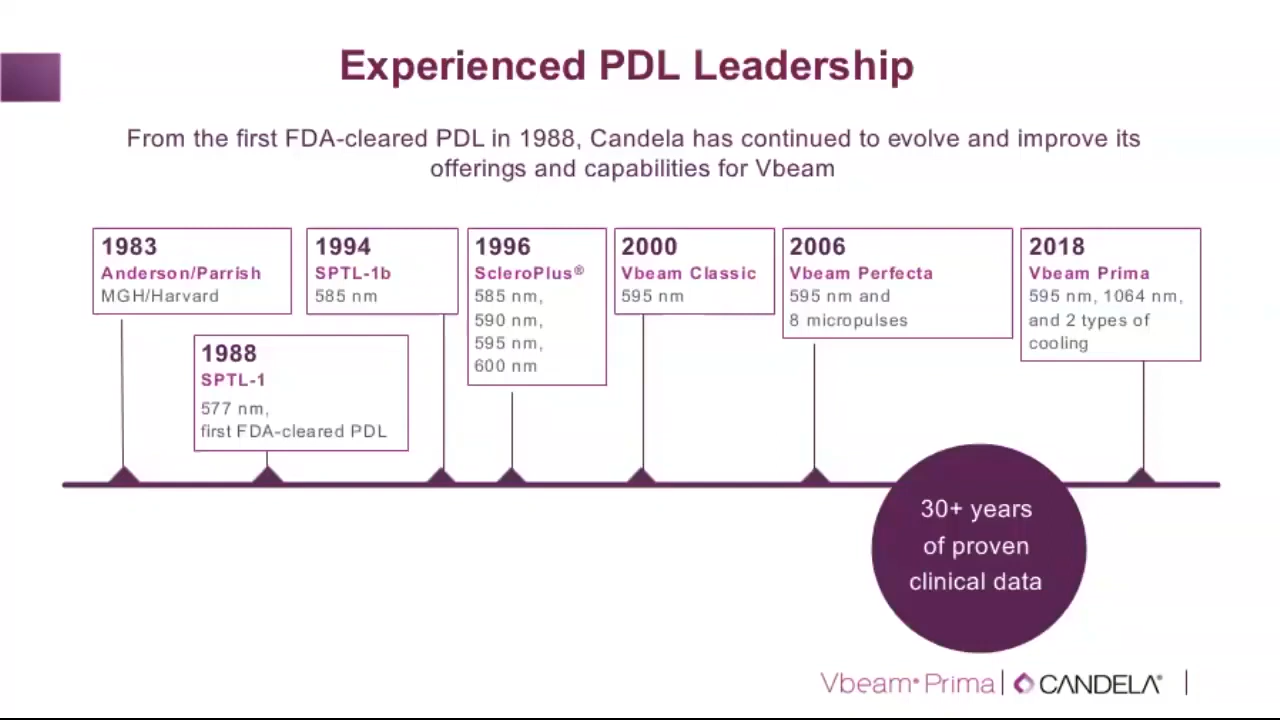 Experienced PDL Leadership
From the first FDA-cleared PDL in 1988, Candela has continued to evolve and improve its
offerings and capabilities for Vbeam
1983
Anderson/Parrish
MGH/Harvard
1988
SPTL-1
577 nm,
first FDA-cleared PDL
1994
SPTL-1b
585 nm
1996
ScleroPlus®
585 nm,
590 nm,
595 nm,
600 nm
2000
Vbeam Classic
595 nm
2006
Vbeam Perfecta
595 nm and
8 micropulses
2018
Vbeam Prima
595 nm, 1064 nm,
and 2 types of
cooling
30+ years
of proven
clinical data
Vbeam® Prima | CANDELA® |